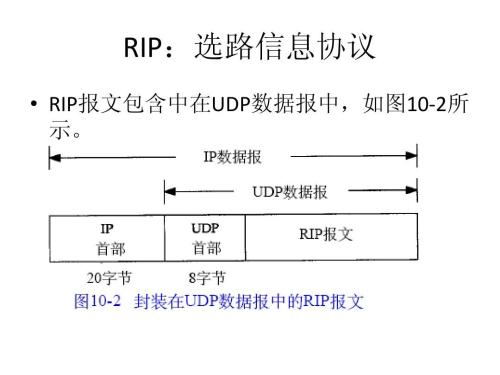 RIP：选路信息协议
• RIP报文包含中在UDP数据报中，如图10-2所
示。
IP数据报
UDP数据报
IP
首部
UDP
首部
RIP报文
20字节
8字节
图10-2 封装在UDP数据报中的RIP报文